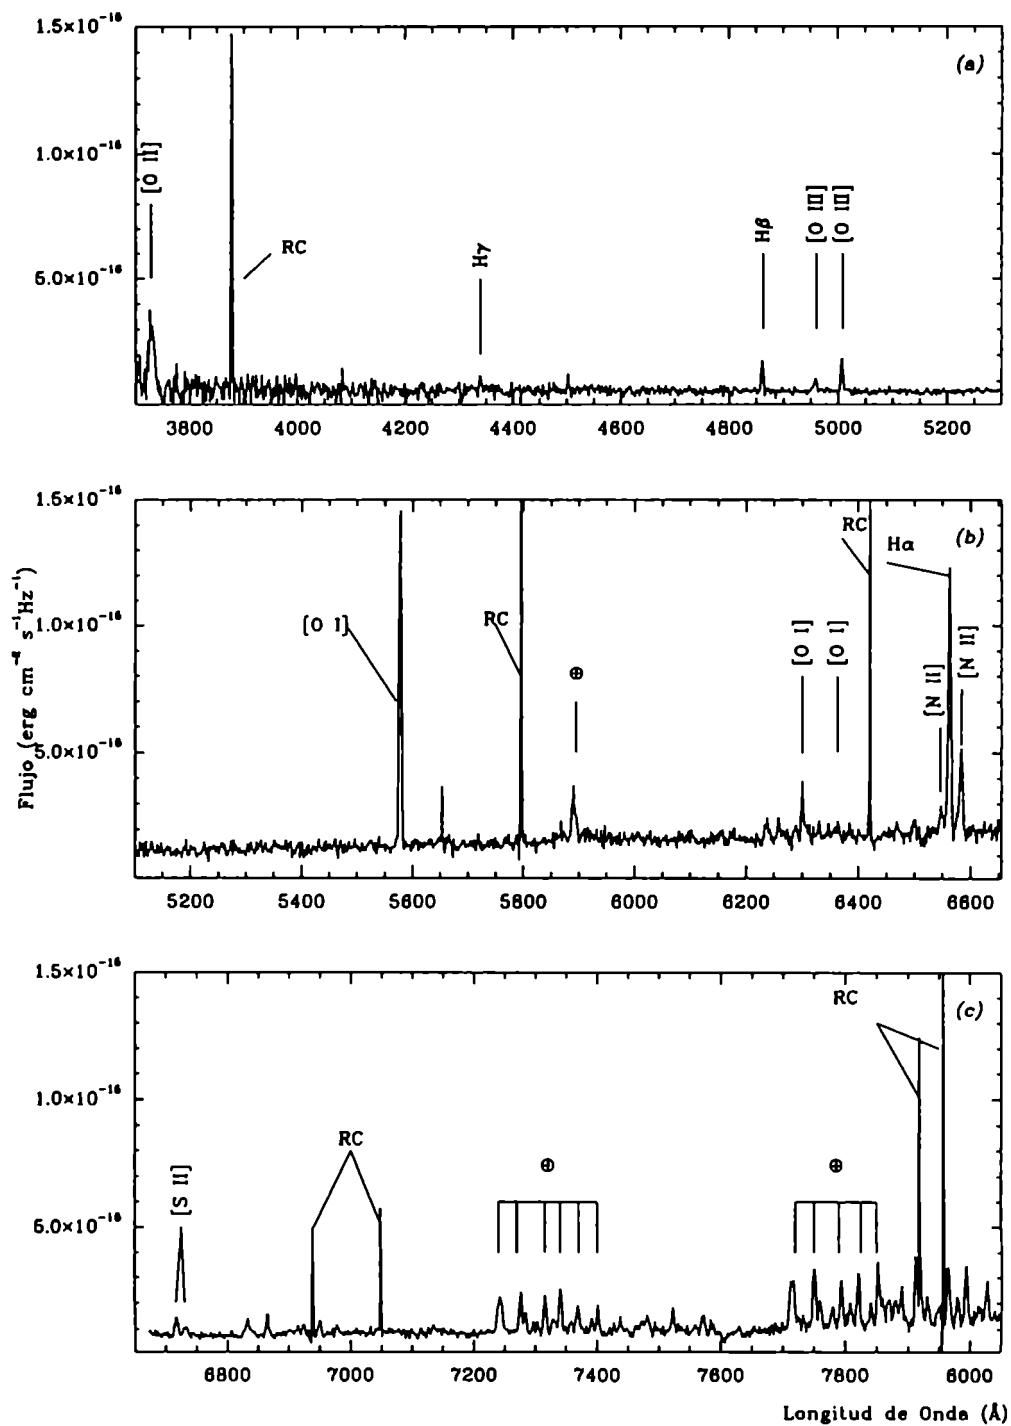 1.5×10⁻¹⁶
(a)
1.0×10⁻¹⁶
5.0×10⁻¹⁶
[O II]
RC
Hγ
Hβ
[O III]
[O III]
3800 4000 4200 4400 4600 4800 5000 5200
1.5×10⁻¹⁶
(b)
1.0×10⁻¹⁶
5.0×10⁻¹⁶
[O I]
RC
⊕
[O I]
[O I]
RC
Hα
[N II]
[N II]
5200 5400 5600 5800 6000 6200 6400 6600
Flujo (erg cm⁻² s⁻¹Hz⁻¹)
1.5×10⁻¹⁶
(c)
1.0×10⁻¹⁶
5.0×10⁻¹⁶
[S II]
RC
⊕
⊕
RC
6800 7000 7200 7400 7600 7800 8000
Longitud de Onda (Å)